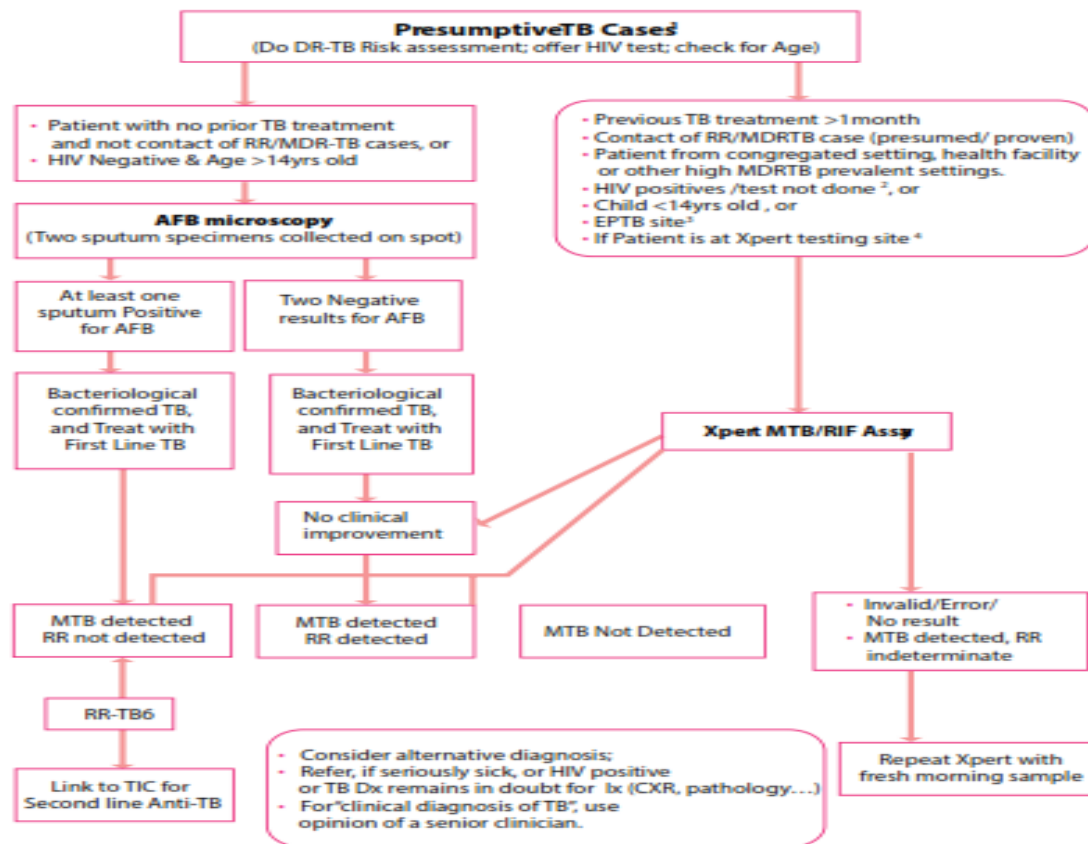 PresumptiveTB Cases¹
(Do DR-TB Risk assessment; offer HIV test; check for Age)
• Patient with no prior TB treatment
and not contact of RR/MDR-TB cases, or
• HIV Negative & Age >14yrs old
• Previous TB treatment >1month
• Contact of RR/MDRTB case (presumed/ proven)
• Patient from congregated setting, health facility
or other high MDRTB prevalent settings.
• HIV positives /test not done ², or
• Child <14yrs old , or
• EPTB site³
• If Patient is at Xpert testing site ⁴
AFB microscopy
(Two sputum specimens collected on spot)
At least one
sputum Positive
for AFB
Two Negative
results for AFB
Bacteriological
confirmed TB,
and Treat with
First Line TB
Bacteriological
confirmed TB,
and Treat with
First Line TB
Xpert MTB/RIF Assay
No clinical
improvement
MTB detected
RR not detected
MTB detected
RR detected
MTB Not Detected
• Invalid/Error/
No result
• MTB detected, RR
indeterminate
RR-TB6
Link to TIC for
Second line Anti-TB
• Consider alternative diagnosis;
• Refer, if seriously sick, or HIV positive
or TB Dx remains in doubt for Ix (CXR, pathology...)
• For"clinical diagnosis of TB", use
opinion of a senior clinician.
Repeat Xpert with
fresh morning sample